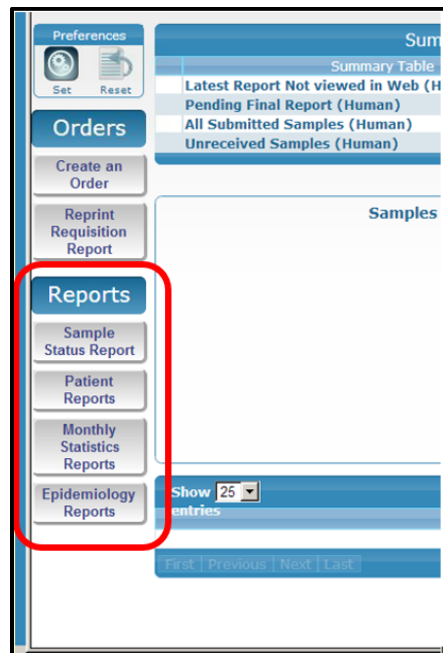 Preferences
Set Reset
Orders
Create an
Order
Reprint
Requisition
Report
Reports
Sample
Status Report
Patient
Reports
Monthly
Statistics
Reports
Epidemiology
Reports
Sum
Summary Table
Latest Report Not viewed in Web (H
Pending Final Report (Human)
All Submitted Samples (Human)
Unreceived Samples (Human)
Samples
Show 25
entries
First | Previous | Next | Last